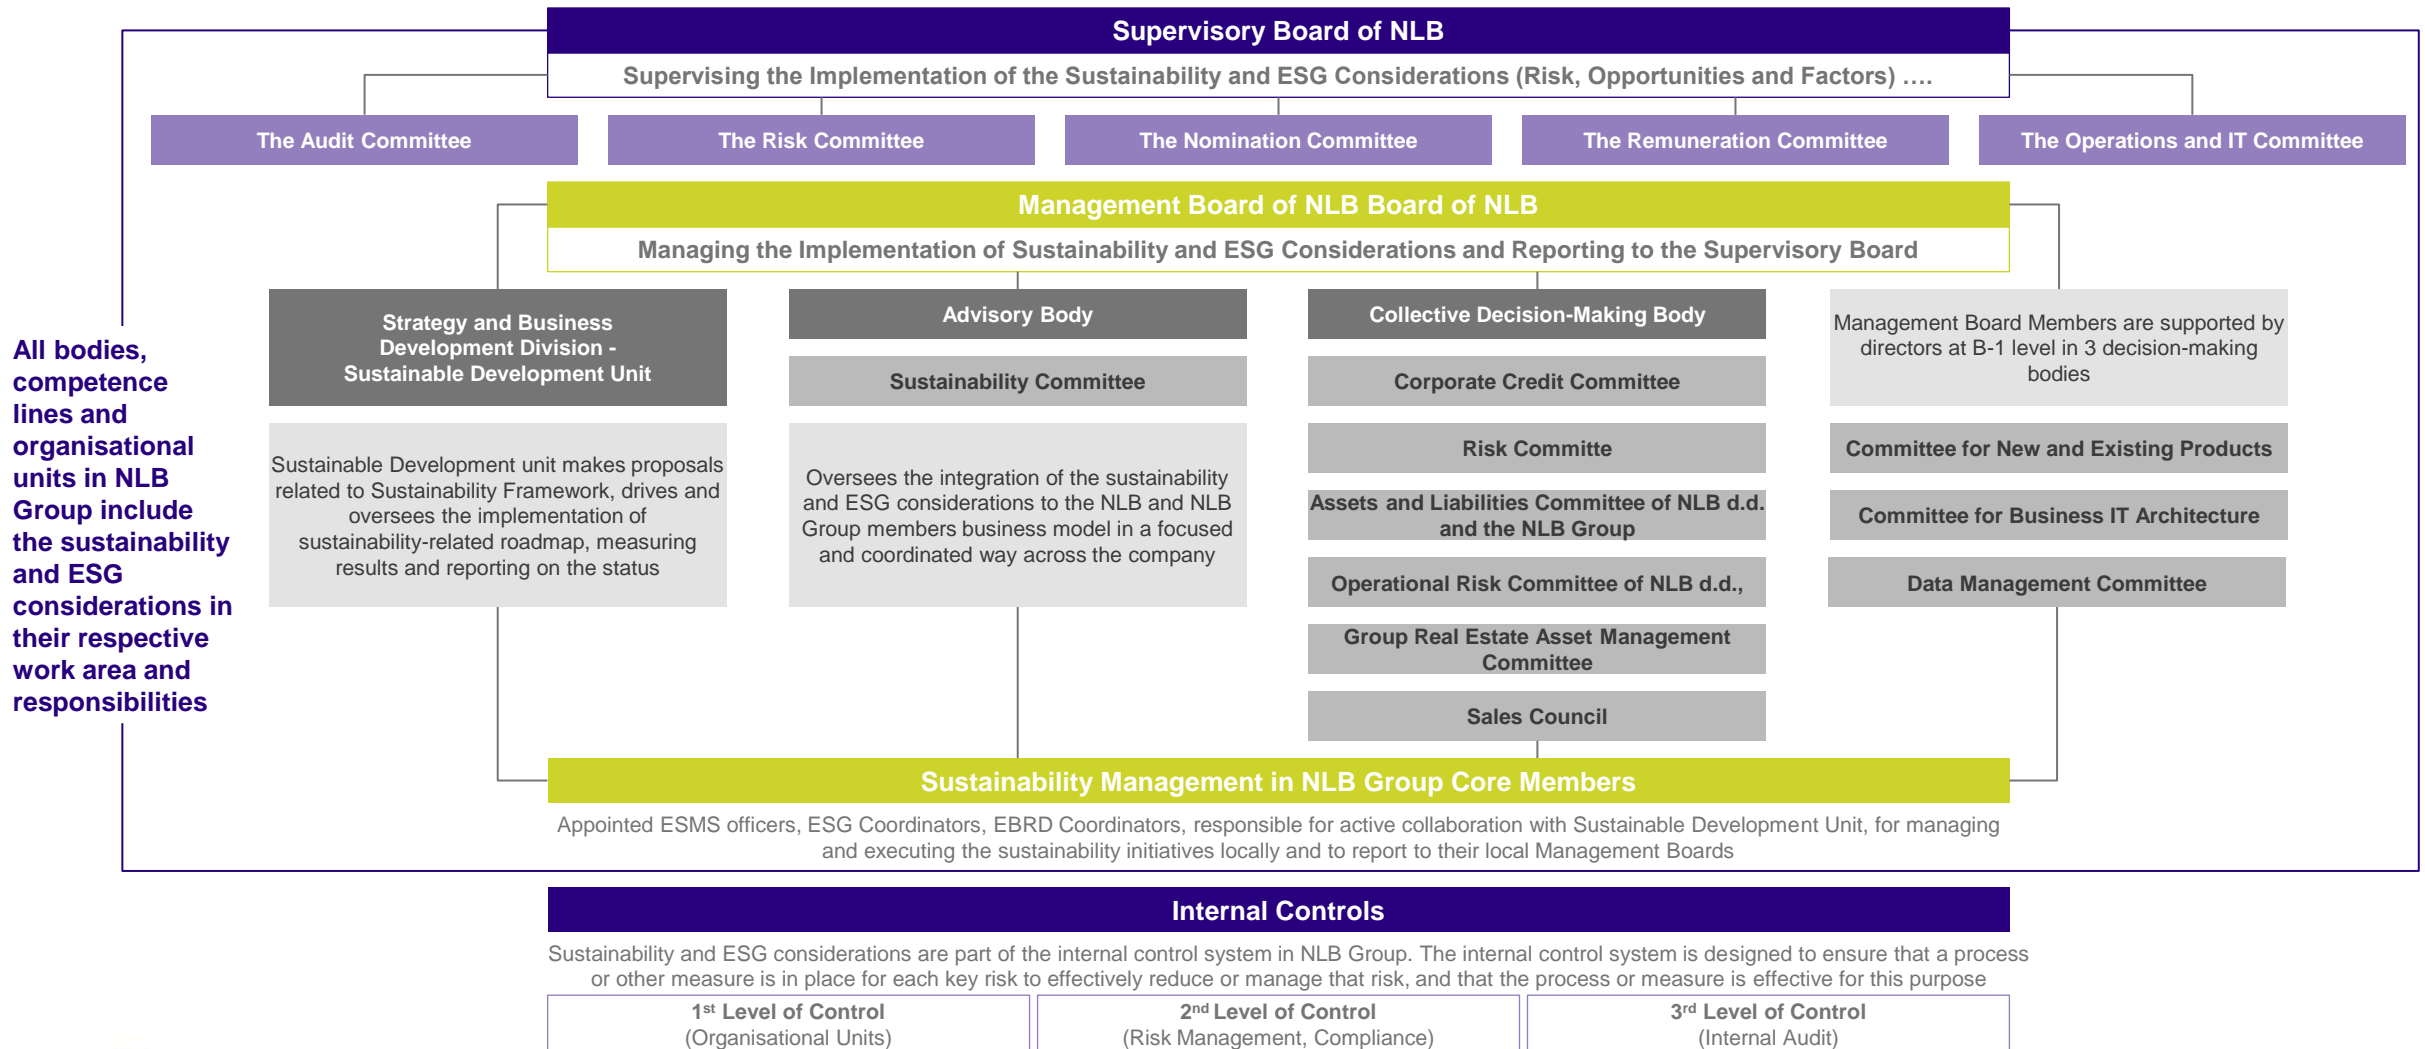 Supervisory Board of NLB
Supervising the Implementation of the Sustainability and ESG Considerations (Risk, Opportunities and Factors) ....
The Audit Committee
The Risk Committee
The Nomination Committee
The Remuneration Committee
The Operations and IT Committee
Management Board of NLB Board of NLB
Managing the Implementation of Sustainability and ESG Considerations and Reporting to the Supervisory Board
All bodies,
competence
lines and
organisational
units in NLB
Group include
the sustainability
and ESG
considerations in
their respective
work area and
responsibilities
Strategy and Business
Development Division -
Sustainable Development Unit
Sustainable Development unit makes proposals
related to Sustainability Framework, drives and
oversees the implementation of
sustainability-related roadmap, measuring
results and reporting on the status
Advisory Body
Sustainability Committee
Oversees the integration of the sustainability
and ESG considerations to the NLB and NLB
Group members business model in a focused
and coordinated way across the company
Collective Decision-Making Body
Corporate Credit Committee
Risk Committe
Assets and Liabilities Committee of NLB d.d.
and the NLB Group
Operational Risk Committee of NLB d.d.,
Group Real Estate Asset Management
Committee
Sales Council
Management Board Members are supported by
directors at B-1 level in 3 decision-making
bodies
Committee for New and Existing Products
Committee for Business IT Architecture
Data Management Committee
Sustainability Management in NLB Group Core Members
Appointed ESMS officers, ESG Coordinators, EBRD Coordinators, responsible for active collaboration with Sustainable Development Unit, for managing
and executing the sustainability initiatives locally and to report to their local Management Boards
Internal Controls
Sustainability and ESG considerations are part of the internal control system in NLB Group. The internal control system is designed to ensure that a process
or other measure is in place for each key risk to effectively reduce or manage that risk, and that the process or measure is effective for this purpose
1st Level of Control
(Organisational Units)
2nd Level of Control
(Risk Management, Compliance)
3rd Level of Control
(Internal Audit)